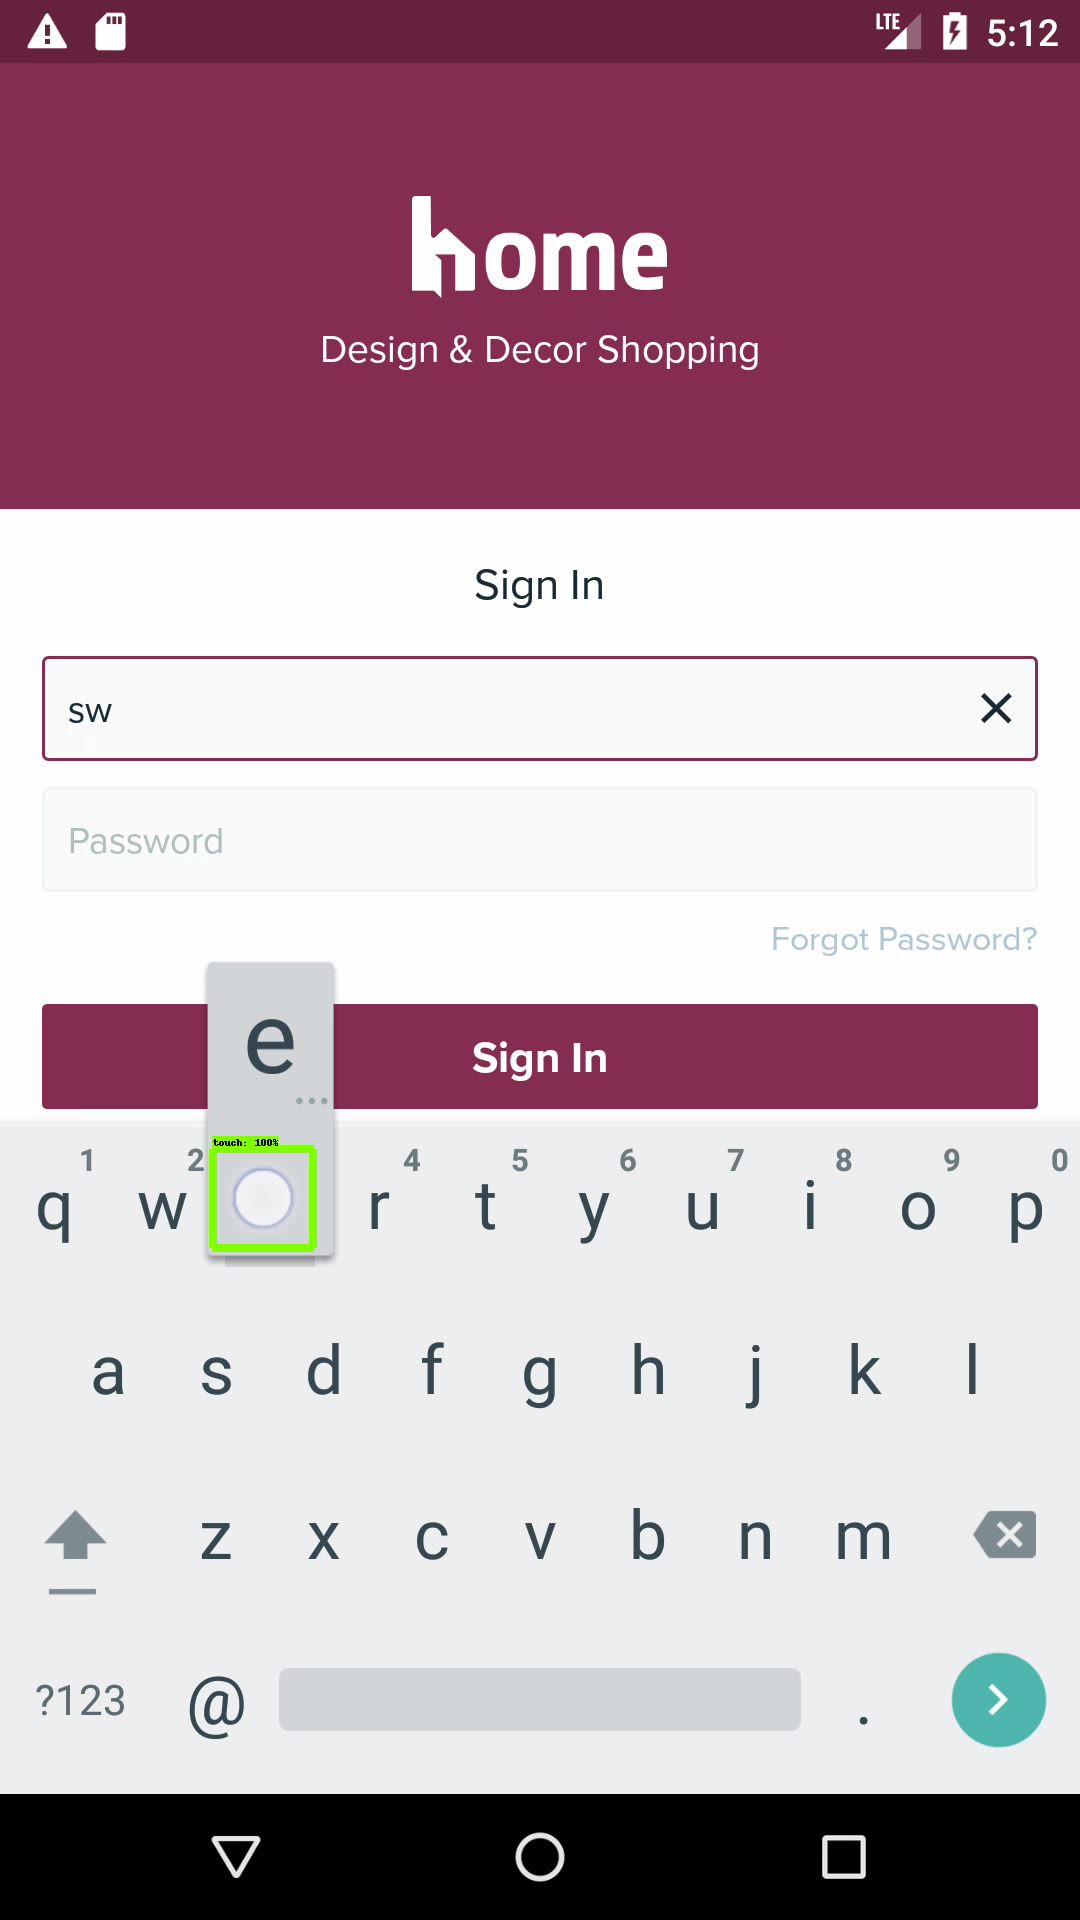 LTE 5:12
home
Design & Decor Shopping
Sign In
sw
Password
Forgot Password?
Sign In
e
...
touch: 100%
1 2 4 5 6 7 8 9 0
q w r t y u i o p
a s d f g h j k l
z x c v b n m
?123 @ .